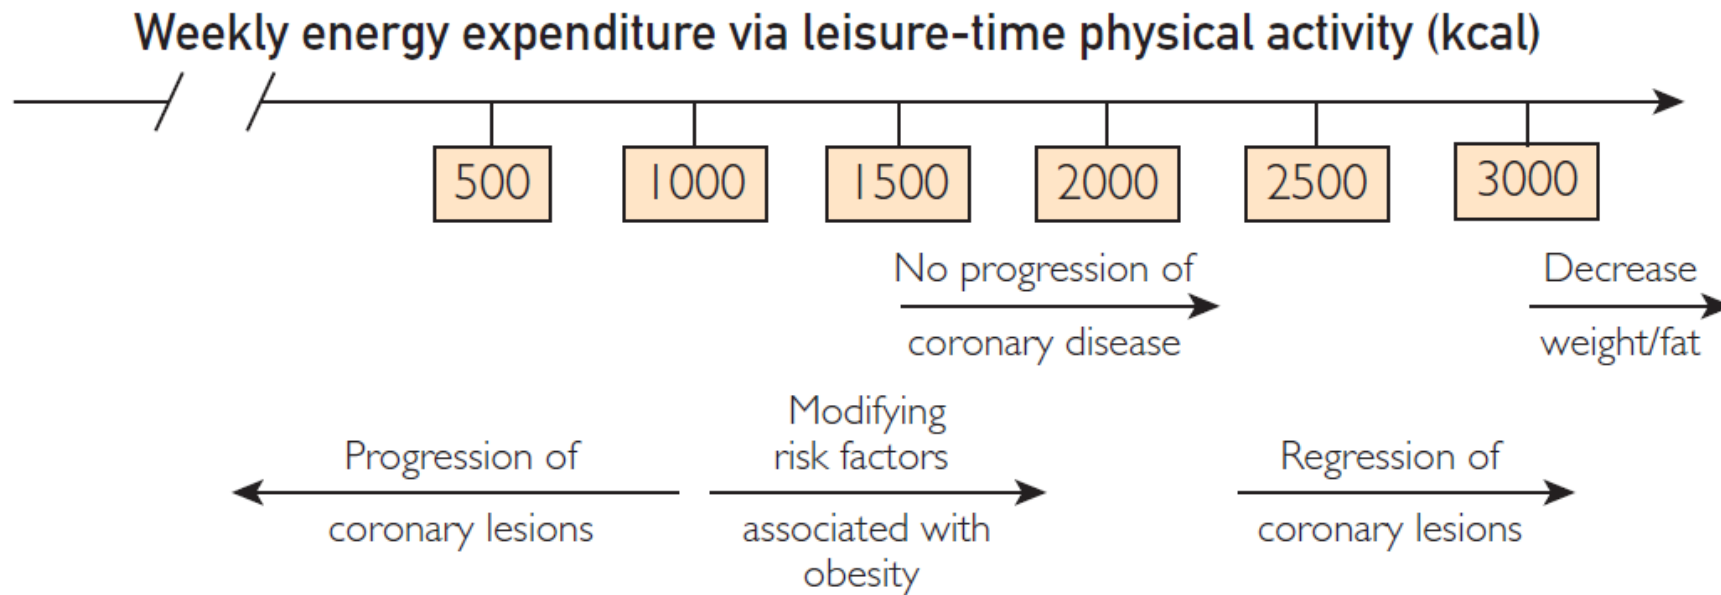 Weekly energy expenditure via leisure-time physical activity (kcal)
500
1000
1500
2000
2500
3000
No progression of
coronary disease
Decrease
weight/fat
Progression of
coronary lesions
Modifying
risk factors
associated with
obesity
Regression of
coronary lesions